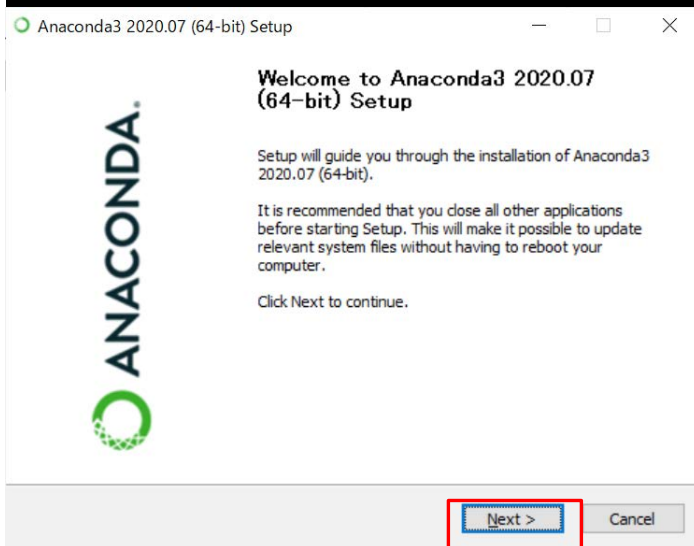 Anaconda3 2020.07 (64-bit) Setup
ANACONDA.
Welcome to Anaconda3 2020.07
(64-bit) Setup
Setup will guide you through the installation of Anaconda3
2020.07 (64-bit).
It is recommended that you close all other applications
before starting Setup. This will make it possible to update
relevant system files without having to reboot your
computer.
Click Next to continue.
Next >
Cancel